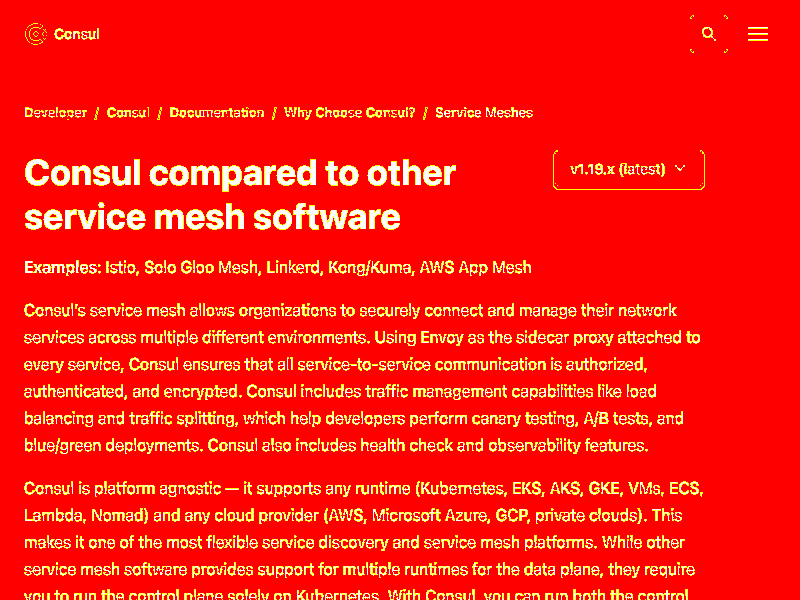 Consul
Developer / Consul / Documentation / Why Choose Consul? / Service Meshes
Consul compared to other
service mesh software
v1.19.x (latest)
Examples: Istio, Solo Gloo Mesh, Linkerd, Kong/Kuma, AWS App Mesh
Consul's service mesh allows organizations to securely connect and manage their network
services across multiple different environments. Using Envoy as the sidecar proxy attached to
every service, Consul ensures that all service-to-service communication is authorized,
authenticated, and encrypted. Consul includes traffic management capabilities like load
balancing and traffic splitting, which help developers perform canary testing, A/B tests, and
blue/green deployments. Consul also includes health check and observability features.
Consul is platform agnostic — it supports any runtime (Kubernetes, EKS, AKS, GKE, VMs, ECS,
Lambda, Nomad) and any cloud provider (AWS, Microsoft Azure, GCP, private clouds). This
makes it one of the most flexible service discovery and service mesh platforms. While other
service mesh software provides support for multiple runtimes for the data plane, they require
you to run the control plane solely on Kubernetes. With Consul, you can run both the control